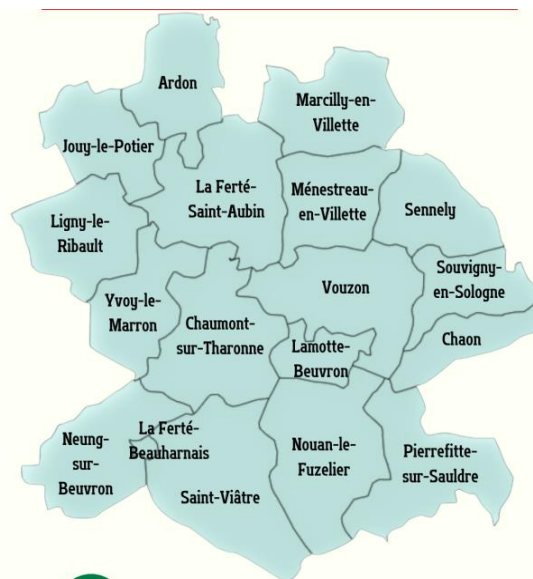 Ardon
Marcilly-en-
Villette
Jouy-le-Potier
La Ferté-
Saint-Aubin
Ménestreau-
en-Villette
Sennely
Ligny-le-
Ribault
Souvigny-
en-Sologne
Yvoy-le-
Marron
Vouzon
Chaumont-
sur-Tharonne
Lamotte-
Beuvron
Chaon
La Ferté-
Beauharnais
Neung-
sur-
Beuvron
Nouan-le-
Fuzelier
Pierrefitte-
sur-Sauldre
Saint-Viâtre